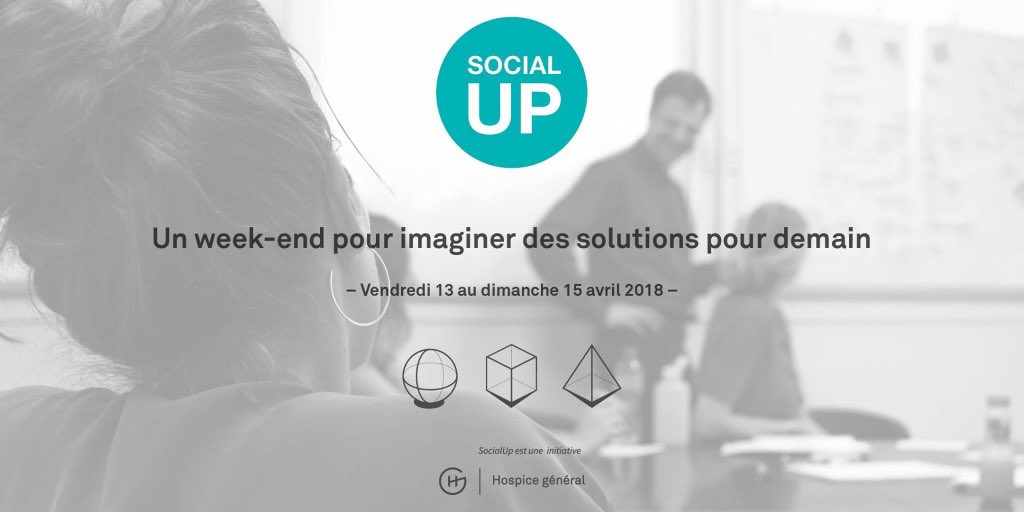 SOCIAL
UP
Un week-end pour imaginer des solutions pour demain
– Vendredi 13 au dimanche 15 avril 2018 –
SocialUp est une initiative
Hospice général